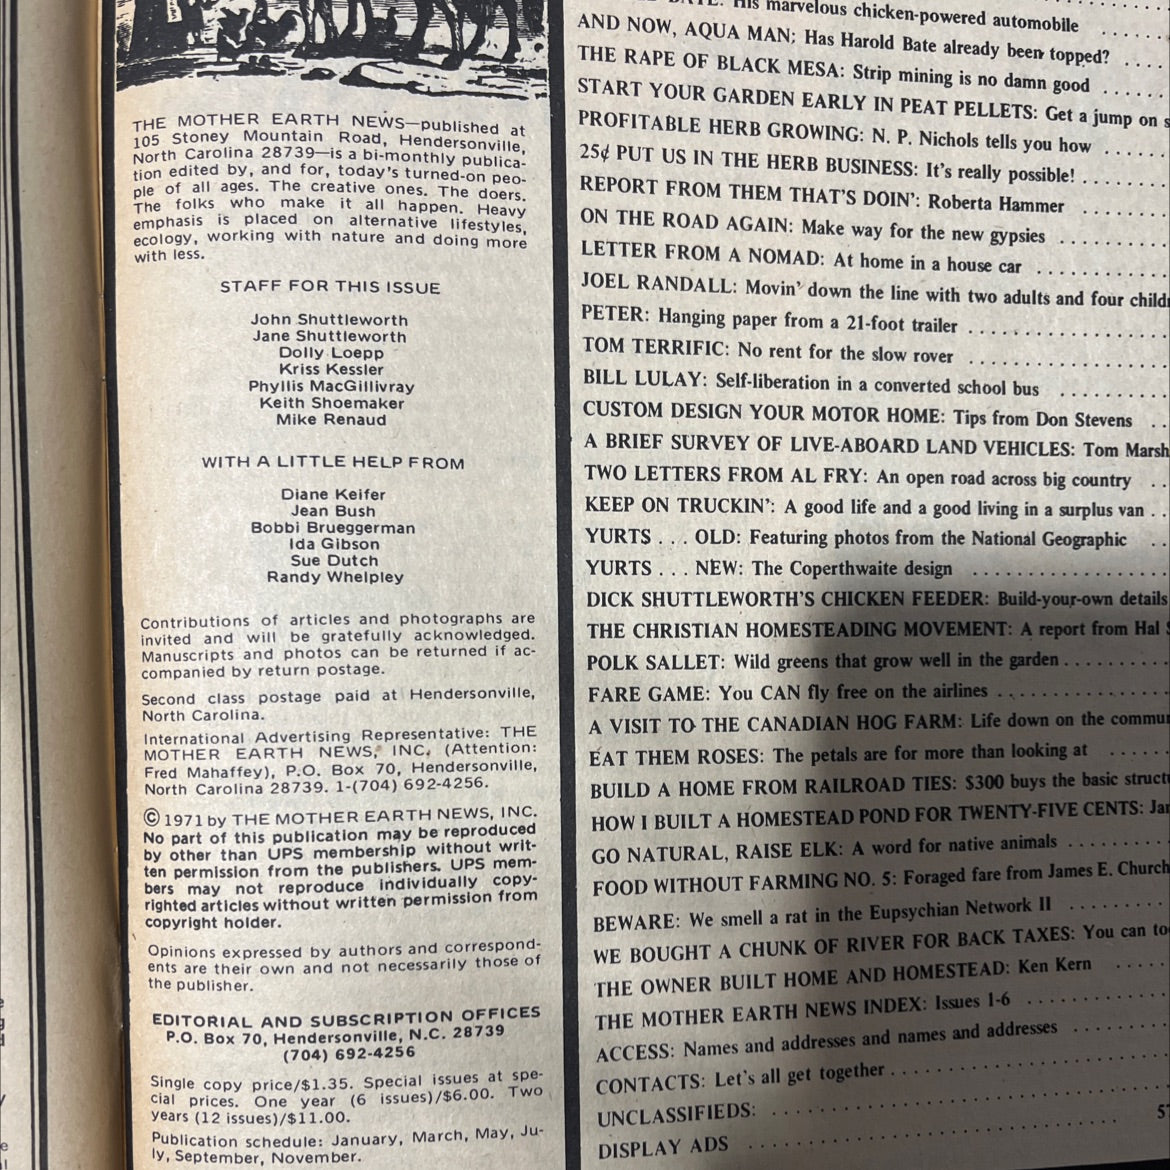 THE MOTHER EARTH NEWS—published at
105 Stoney Mountain Road, Hendersonville,
North Carolina 28739—is a bi-monthly publica-
tion edited by, and for, today's turned-on peo-
ple of all ages. The creative ones. The doers.
The folks who make it all happen. Heavy
emphasis is placed on alternative lifestyles,
ecology, working with nature and doing more
with less.
STAFF FOR THIS ISSUE
John Shuttleworth
Jane Shuttleworth
Dolly Loepp
Kriss Kessler
Phyllis MacGillivray
Keith Shoemaker
Mike Renaud
WITH A LITTLE HELP FROM
Diane Keifer
Jean Bush
Bobbi Brueggerman
Ida Gibson
Sue Dutch
Randy Whelpley
Contributions of articles and photographs are
invited and will be gratefully acknowledged.
Manuscripts and photos can be returned if ac-
companied by return postage.
Second class postage paid at Hendersonville,
North Carolina.
International Advertising Representative: THE
MOTHER EARTH NEWS, INC. (Attention:
Fred Mahaffey), P.O. Box 70, Hendersonville,
North Carolina 28739. 1-(704) 692-4256.
© 1971 by THE MOTHER EARTH NEWS, INC.
No part of this publication may be reproduced
by other than UPS membership without writ-
ten permission from the publishers. UPS mem-
bers may not reproduce individually copy-
righted articles without written permission from
copyright holder.
Opinions expressed by authors and correspond-
ents are their own and not necessarily those of
the publisher.
EDITORIAL AND SUBSCRIPTION OFFICES
P.O. Box 70, Hendersonville, N.C. 28739
(704) 692-4256
Single copy price/$1.35. Special issues at spe-
cial prices. One year (6 issues)/$6.00. Two
years (12 issues)/$11.00.
Publication schedule: January, March, May, Ju-
ly, September, November.
BATE: His marvelous chicken-powered automobile . . . . . .
AND NOW, AQUA MAN: Has Harold Bate already been topped? . . . .
THE RAPE OF BLACK MESA: Strip mining is no damn good . . . . . .
START YOUR GARDEN EARLY IN PEAT PELLETS: Get a jump on s
PROFITABLE HERB GROWING: N. P. Nichols tells you how . . . . . .
25¢ PUT US IN THE HERB BUSINESS: It's really possible! . . . . . . .
REPORT FROM THEM THAT'S DOIN': Roberta Hammer . . . . . . .
ON THE ROAD AGAIN: Make way for the new gypsies . . . . . . . . .
LETTER FROM A NOMAD: At home in a house car . . . . . . . . . . .
JOEL RANDALL: Movin' down the line with two adults and four childr
PETER: Hanging paper from a 21-foot trailer . . . . . . . . . . . . . . . . .
TOM TERRIFIC: No rent for the slow rover . . . . . . . . . . . . . . . . .
BILL LULAY: Self-liberation in a converted school bus . . . . . . . . .
CUSTOM DESIGN YOUR MOTOR HOME: Tips from Don Stevens . .
A BRIEF SURVEY OF LIVE-ABOARD LAND VEHICLES: Tom Marsh
TWO LETTERS FROM AL FRY: An open road across big country . .
KEEP ON TRUCKIN': A good life and a good living in a surplus van . .
YURTS . . . OLD: Featuring photos from the National Geographic . .
YURTS . . . NEW: The Coperthwaite design . . . . . . . . . . . . . . . . .
DICK SHUTTLEWORTH'S CHICKEN FEEDER: Build-your-own details
THE CHRISTIAN HOMESTEADING MOVEMENT: A report from Hal S
POLK SALLET: Wild greens that grow well in the garden . . . . . . . . .
FARE GAME: You CAN fly free on the airlines . . . . . . . . . . . . . . .
A VISIT TO THE CANADIAN HOG FARM: Life down on the commun
EAT THEM ROSES: The petals are for more than looking at . . . . . .
BUILD A HOME FROM RAILROAD TIES: $300 buys the basic structu
HOW I BUILT A HOMESTEAD POND FOR TWENTY-FIVE CENTS: Jan
GO NATURAL, RAISE ELK: A word for native animals . . . . . . . . . .
FOOD WITHOUT FARMING NO. 5: Foraged fare from James E. Church
BEWARE: We smell a rat in the Eupsychian Network II . . . . . . . . .
WE BOUGHT A CHUNK OF RIVER FOR BACK TAXES: You can too
THE OWNER BUILT HOME AND HOMESTEAD: Ken Kern . . . . .
THE MOTHER EARTH NEWS INDEX: Issues 1-6 . . . . . . . . . . . .
ACCESS: Names and addresses and names and addresses . . . . . . . .
CONTACTS: Let's all get together . . . . . . . . . . . . . . . . . . . . . . . .
UNCLASSIFIEDS: . . . . . . . . . . . . . . . . . . . . . . . . . . . . . . 57
DISPLAY ADS . . . . . . . . . . . . . . . . . . . . . . . . . . . .